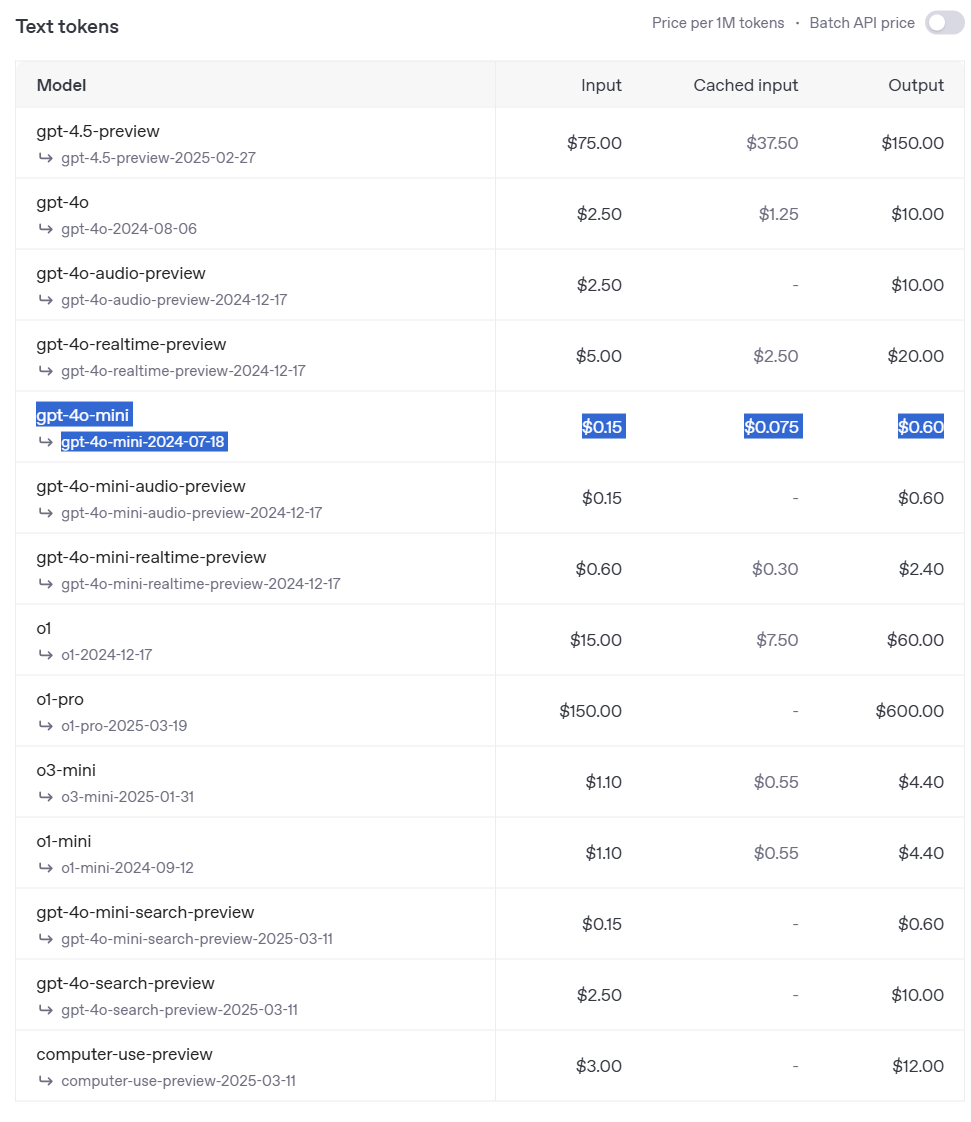 Text tokens
Price per 1M tokens · Batch API price
Model Input Cached input Output
gpt-4.5-preview
↳ gpt-4.5-preview-2025-02-27
$75.00 $37.50 $150.00
gpt-4o
↳ gpt-4o-2024-08-06
$2.50 $1.25 $10.00
gpt-4o-audio-preview
↳ gpt-4o-audio-preview-2024-12-17
$2.50 - $10.00
gpt-4o-realtime-preview
↳ gpt-4o-realtime-preview-2024-12-17
$5.00 $2.50 $20.00
gpt-4o-mini
↳ gpt-4o-mini-2024-07-18
$0.15 $0.075 $0.60
gpt-4o-mini-audio-preview
↳ gpt-4o-mini-audio-preview-2024-12-17
$0.15 - $0.60
gpt-4o-mini-realtime-preview
↳ gpt-4o-mini-realtime-preview-2024-12-17
$0.60 $0.30 $2.40
o1
↳ o1-2024-12-17
$15.00 $7.50 $60.00
o1-pro
↳ o1-pro-2025-03-19
$150.00 - $600.00
o3-mini
↳ o3-mini-2025-01-31
$1.10 $0.55 $4.40
o1-mini
↳ o1-mini-2024-09-12
$1.10 $0.55 $4.40
gpt-4o-mini-search-preview
↳ gpt-4o-mini-search-preview-2025-03-11
$0.15 - $0.60
gpt-4o-search-preview
↳ gpt-4o-search-preview-2025-03-11
$2.50 - $10.00
computer-use-preview
↳ computer-use-preview-2025-03-11
$3.00 - $12.00